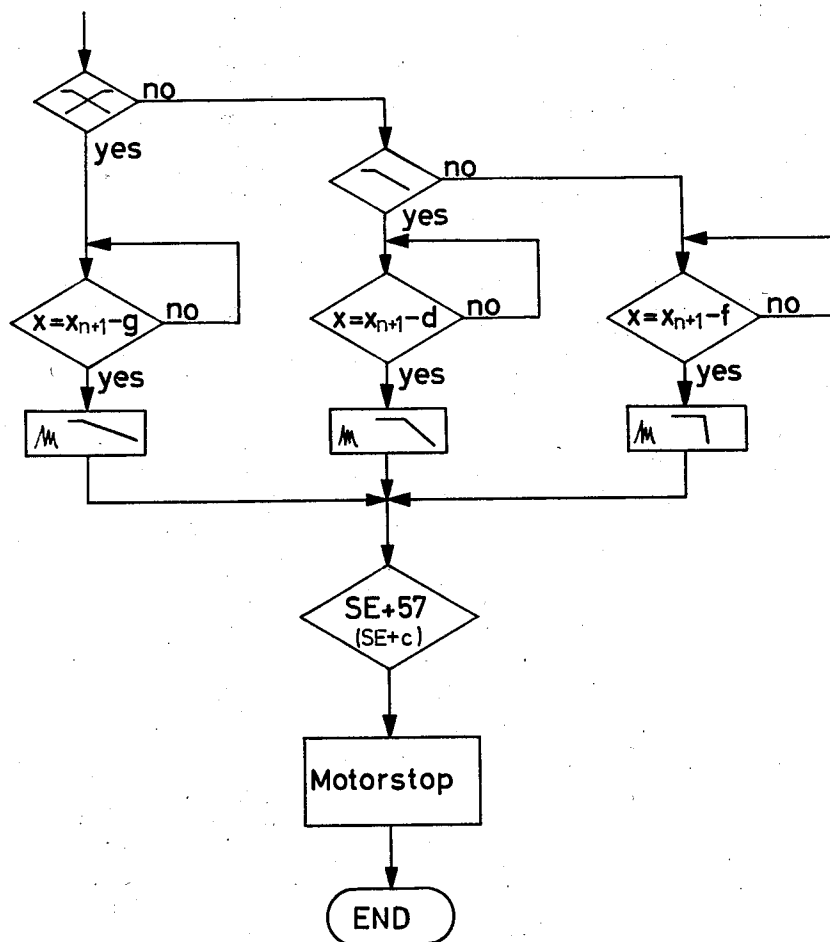 no
yes
no
yes
x=xn+1-g
no
x=xn+1-d
no
x=xn+1-f
no
yes
yes
yes
SE+57
(SE+c)
Motorstop
END